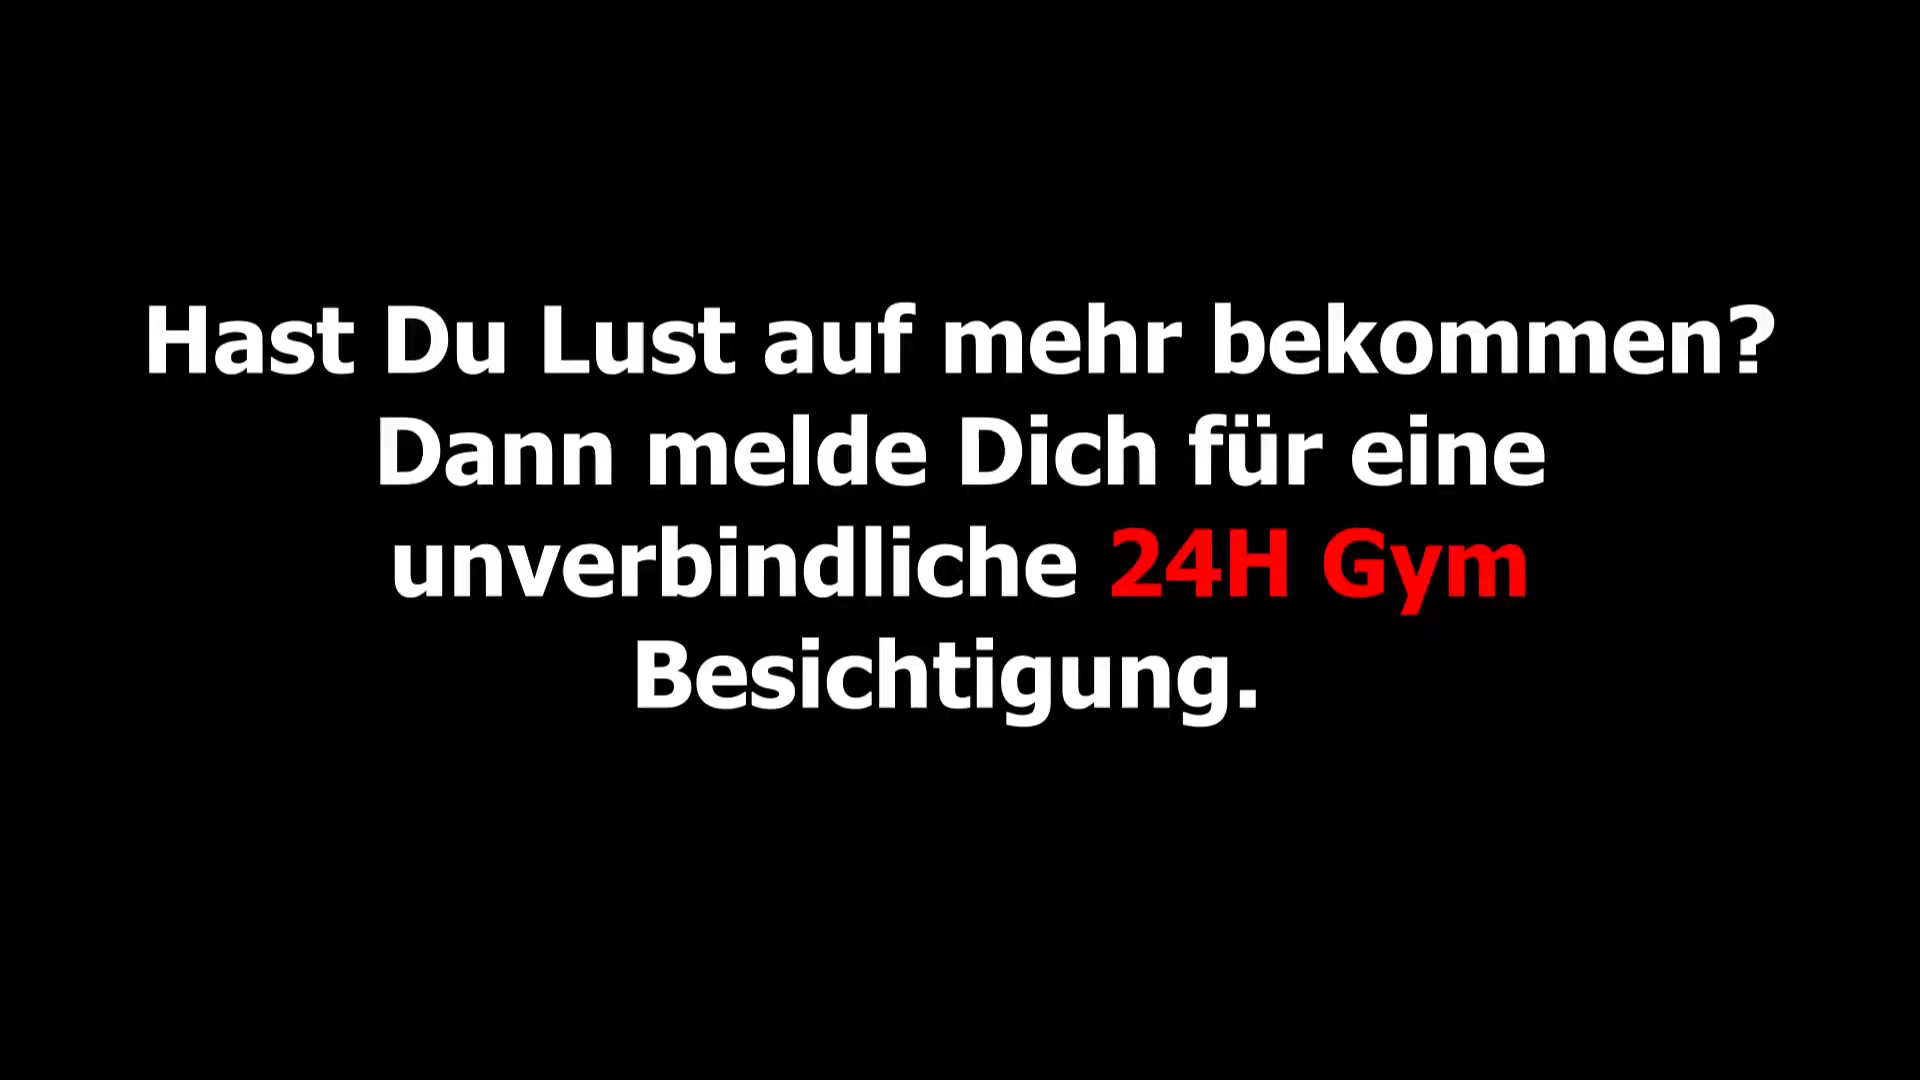 Hast Du Lust auf mehr bekommen?
Dann melde Dich für eine
unverbindliche 24H Gym
Besichtigung.